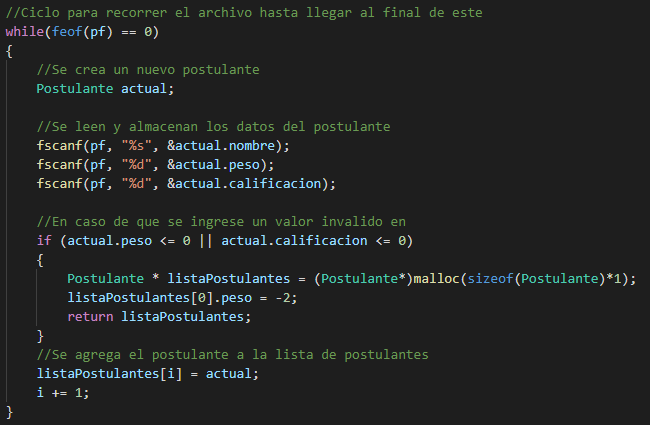 //Ciclo para recorrer el archivo hasta llegar al final de este
while(feof(pf) == 0)
{
//Se crea un nuevo postulante
Postulante actual;
//Se leen y almacenan los datos del postulante
fscanf(pf, "%s", &actual.nombre);
fscanf(pf, "%d", &actual.peso);
fscanf(pf, "%d", &actual.calificacion);
//En caso de que se ingrese un valor invalido en
if (actual.peso <= 0 || actual.calificacion <= 0)
{
Postulante * listaPostulantes = (Postulante*)malloc(sizeof(Postulante)*1);
listaPostulantes[0].peso = -2;
return listaPostulantes;
}
//Se agrega el postulante a la lista de postulantes
listaPostulantes[i] = actual;
i += 1;
}